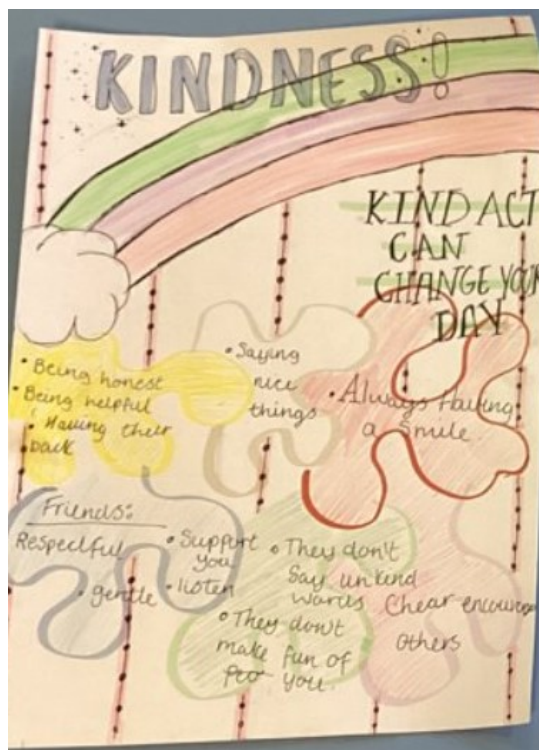 KINDNESS!
KIND ACT
CAN
CHANGE YOUR
DAY
• Being honest
• Being helpful
• Having their
back
• Saying
nice
things
• Always Having
a smile
Friends:
Respectful
• gentle
• Support
you
• listen
• They don't
Say unkind
wards
• They don't
make fun of
peo you.
Chear encourage
others